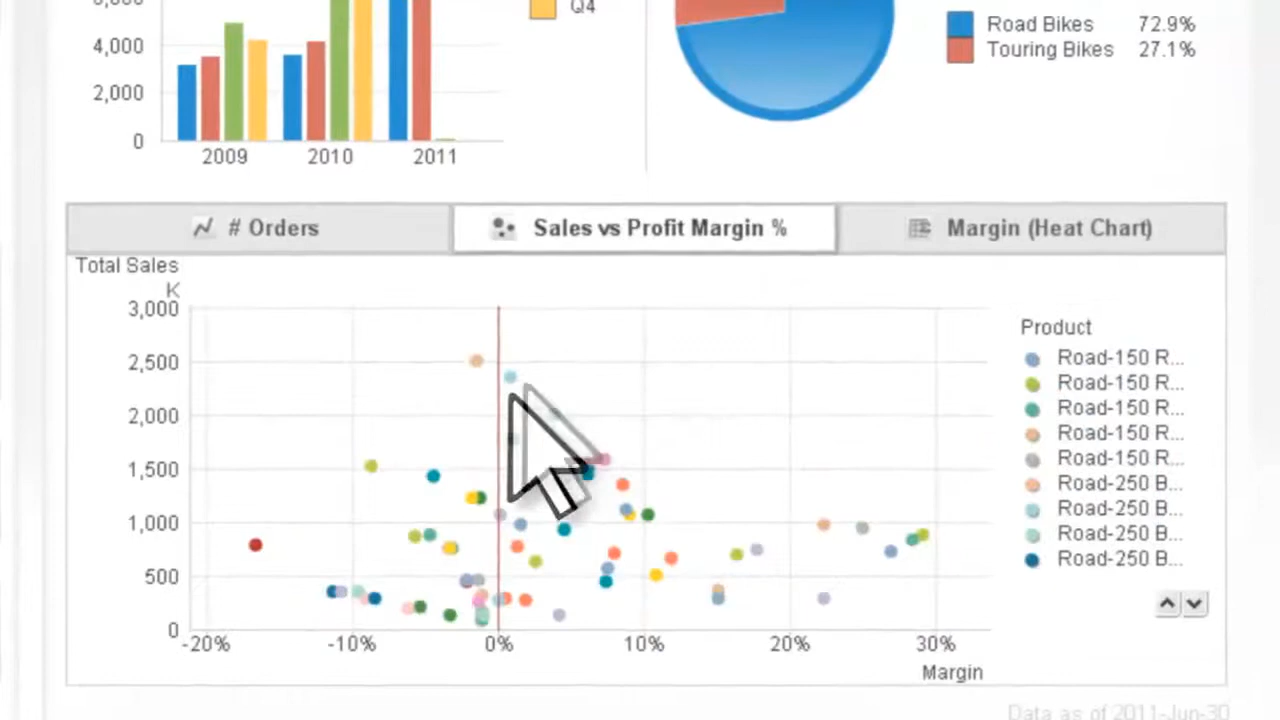 Q4
4,000
2,000
0
2009 2010 2011
Road Bikes 72.9%
Touring Bikes 27.1%
# Orders
Sales vs Profit Margin %
Margin (Heat Chart)
Total Sales
K
3,000
2,500
2,000
1,500
1,000
500
0
-20% -10% 0% 10% 20% 30%
Margin
Product
Road-150 R...
Road-150 R...
Road-150 R...
Road-150 R...
Road-150 R...
Road-250 B...
Road-250 B...
Road-250 B...
Road-250 B...
Data as of 2011-Jun-30